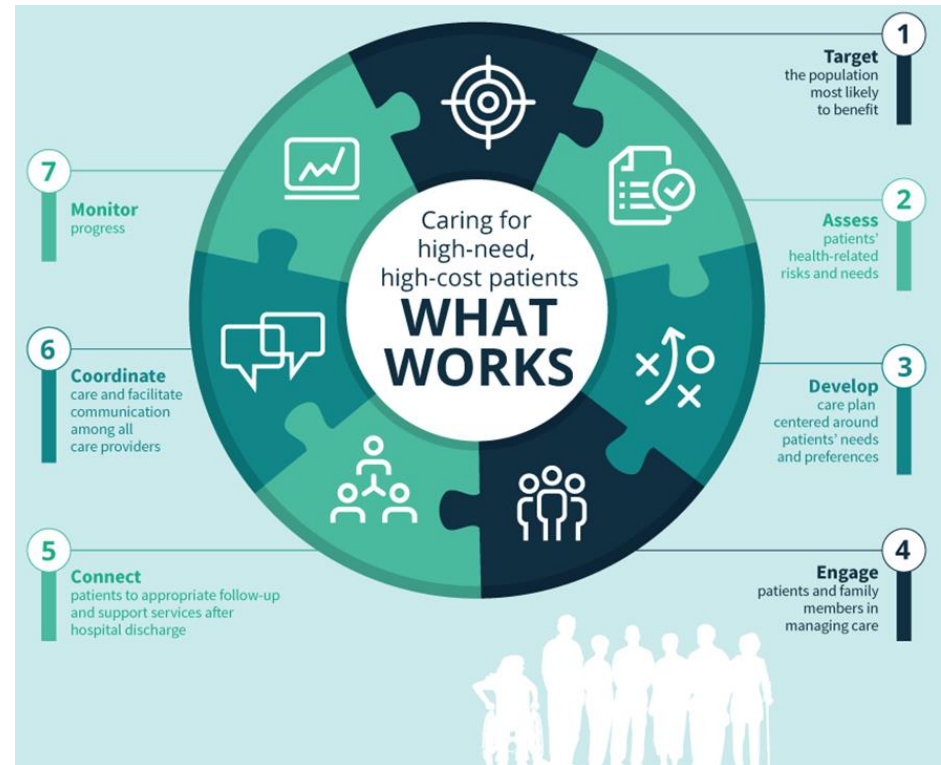 Caring for
high-need,
high-cost patients
WHAT
WORKS
1
Target
the population
most likely
to benefit
2
Assess
patients’
health-related
risks and needs
3
Develop
care plan
centered around
patients’ needs
and preferences
4
Engage
patients and family
members in
managing care
5
Connect
patients to appropriate follow-up
and support services after
hospital discharge
6
Coordinate
care and facilitate
communication
among all
care providers
7
Monitor
progress